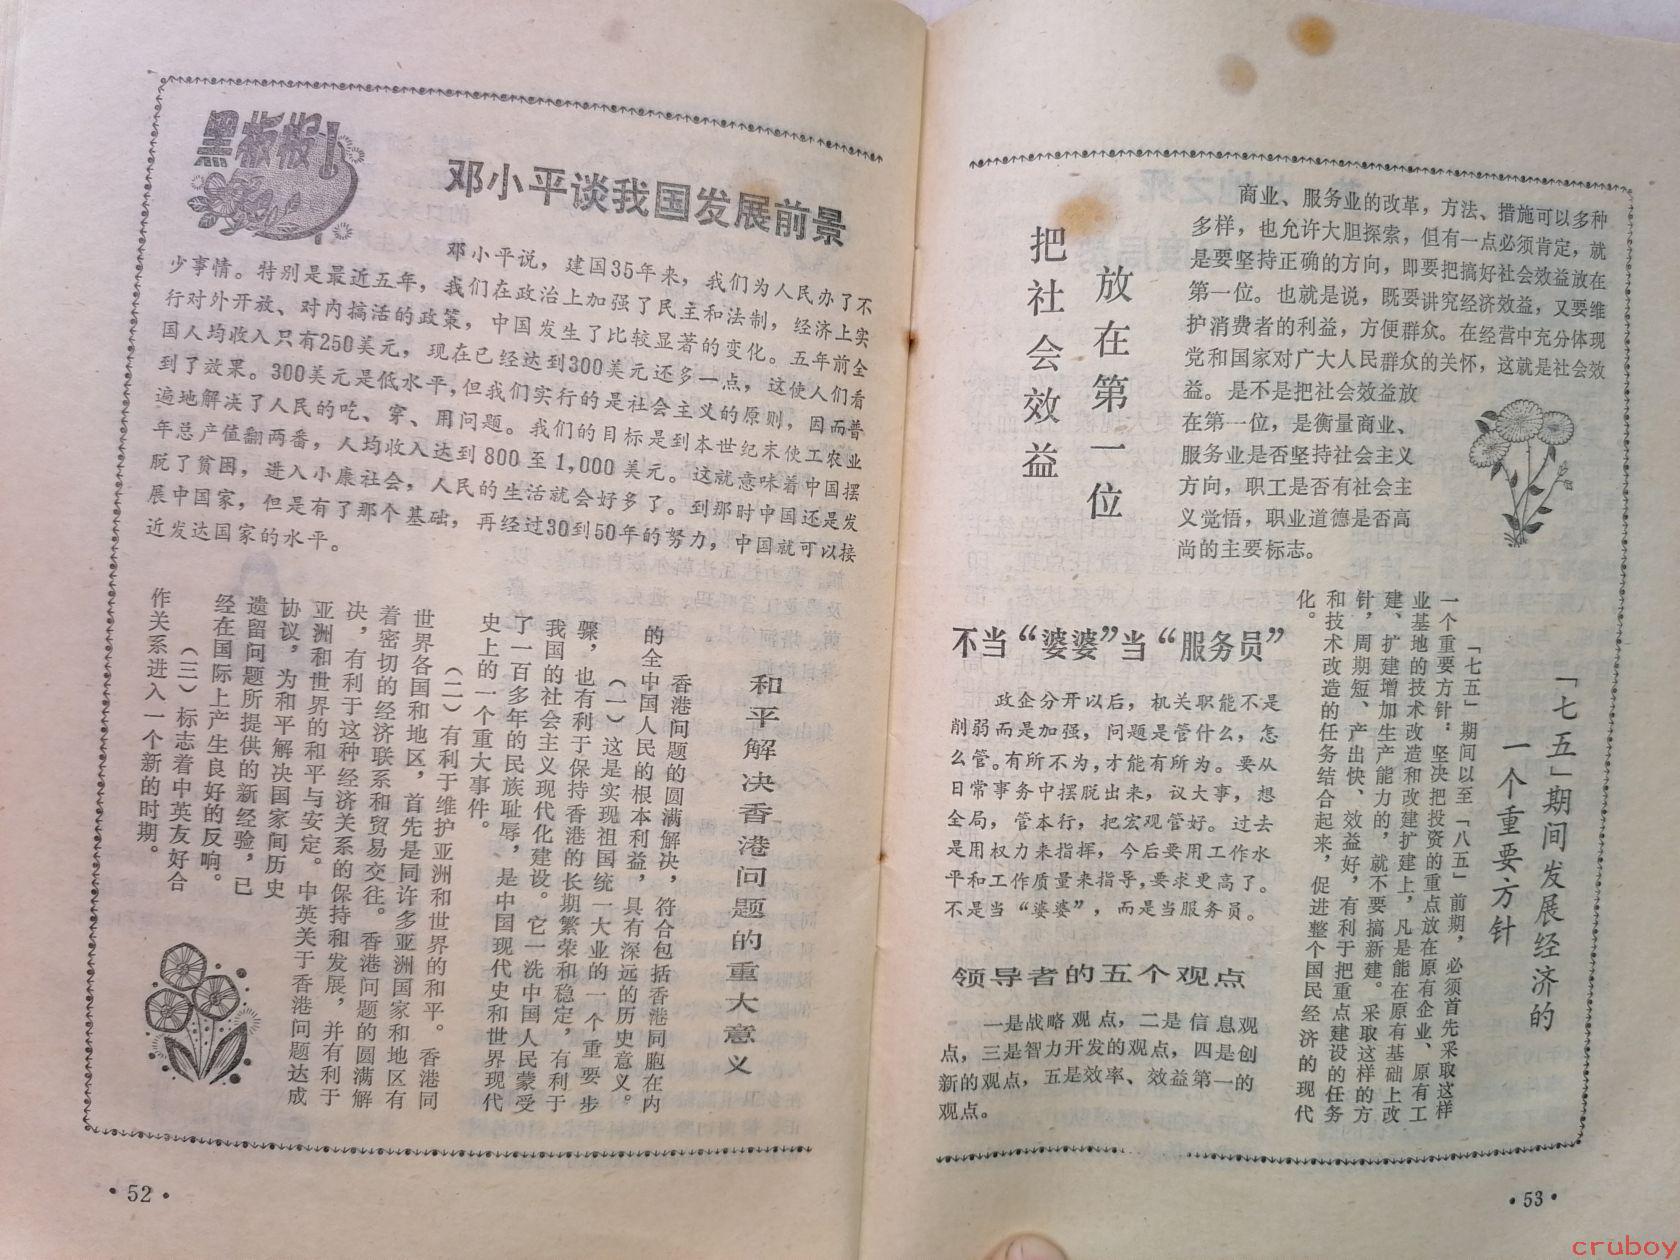 黑板报
邓小平谈我国发展前景
邓小平说，建国35年来，我们为人民办了不
少事情。特别是最近五年，我们在政治上加强了民主和法制，经济上实
行对外开放、对内搞活的政策，中国发生了比较显著的变化。五年前全
国人均收入只有250美元，现在已经达到300美元还多一点，这使人们看
到了效果。300美元是低水平，但我们实行的是社会主义的原则，因而普
遍地解决了人民的吃、穿、用问题。我们的目标是到本世纪末使工农业
年总产值翻两番，人均收入达到800至1,000美元。这就意味着中国摆
脱了贫困，进入小康社会，人民的生活就会好多了。到那时中国还是发
展中国家，但是有了那个基础，再经过30到50年的努力，中国就可以接
近发达国家的水平。
和平解决香港问题的重大意义
香港问题的圆满解决，符合包括香港同胞在内
的全中国人民的根本利益，具有深远的历史意义。
（一）这是实现祖国统一大业的一个重要步
骤，也有利于保持香港的长期繁荣和稳定，有利于
我国的社会主义现代化建设。它一洗中国人民蒙受
了一百多年的民族耻辱，是中国现代史和世界现代
史上的一个重大事件。
（二）有利于维护亚洲和世界的和平。香港同
世界各国和地区，首先是同许多亚洲国家和地区有
着密切的经济联系和贸易交往。香港问题的圆满解
决，有利于这种经济关系的保持和发展，并有利于
亚洲和世界的和平与安定。中英关于香港问题达成
协议，为和平解决国家间历史
遗留问题所提供的新经验，已
经在国际上产生良好的反响。
（三）标志着中英友好合
作关系进入一个新的时期。
·52·
把社会效益
放在第一位
商业、服务业的改革，方法、措施可以多种
多样，也允许大胆探索，但有一点必须肯定，就
是要坚持正确的方向，即要把搞好社会效益放在
第一位。也就是说，既要讲究经济效益，又要维
护消费者的利益，方便群众。在经营中充分体现
党和国家对广大人民群众的关怀，这就是社会效
益。是不是把社会效益放
在第一位，是衡量商业、
服务业是否坚持社会主义
方向，职工是否有社会主
义觉悟，职业道德是否高
尚的主要标志。
不当“婆婆”当“服务员”
政企分开以后，机关职能不是
削弱而是加强，问题是管什么，怎
么管。有所不为，才能有所为。要从
日常事务中摆脱出来，议大事，想
全局，管本行，把宏观管好。过去
是用权力来指挥，今后要用工作水
平和工作质量来指导，要求更高了。
不是当“婆婆”，而是当服务员。
领导者的五个观点
一是战略观点，二是信息观
点，三是智力开发的观点，四是创
新的观点，五是效率、效益第一的
观点。
「七五」期间发展经济的
一个重要方针
「七五」期间以至「八五」前期，必须首先采取这样
一个重要方针：坚决把投资的重点放在原有企业、原有工
业基地的技术改造和改建扩建上，凡是能在原有基础上改
建、扩建增加生产能力的，就不要搞新建。采取这样的方
针，周期短、产出快、效益好，有利于把重点建设的任务
和技术改造的任务结合起来，促进整个国民经济的现代
化。
·53·
cruboy